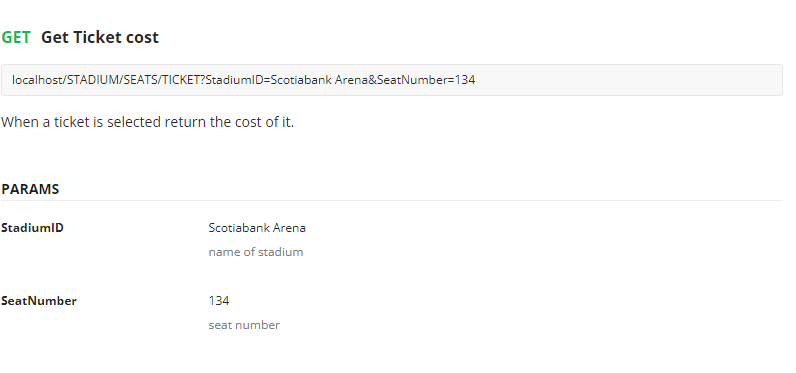 GET Get Ticket cost
localhost/STADIUM/SEATS/TICKET?StadiumID=Scotiabank Arena&SeatNumber=134
When a ticket is selected return the cost of it.
PARAMS
StadiumID Scotiabank Arena
name of stadium
SeatNumber 134
seat number